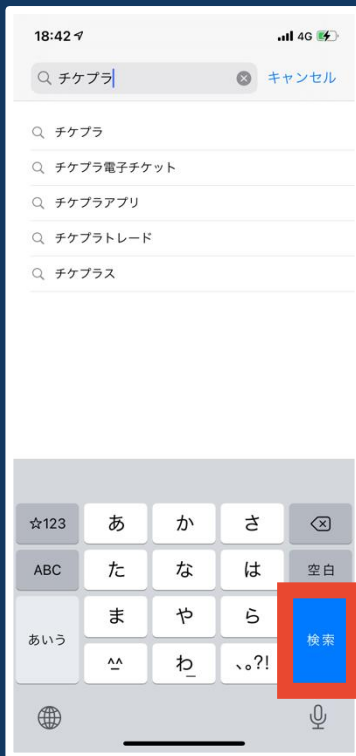 18:42 4G
チケプラ キャンセル
チケプラ
チケプラ電子チケット
チケプラアプリ
チケプラトレード
チケプラス
☆123 あ か さ
ABC た な は 空白
あいう ま や ら 検索
^^ わ_ 、。?!